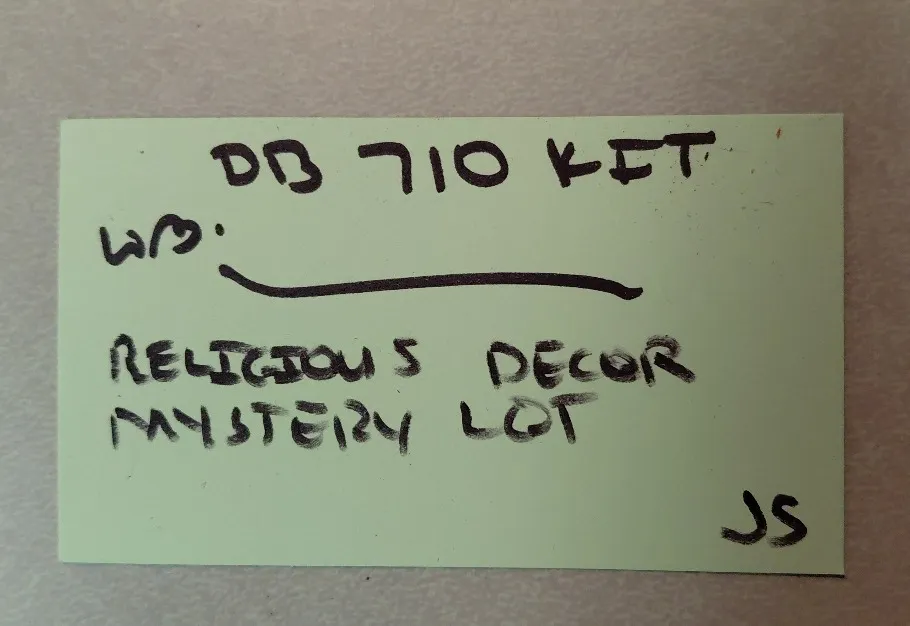 DB 710 KIT
WB.
RELIGIOUS DECOR
MYSTERY LOT
JS